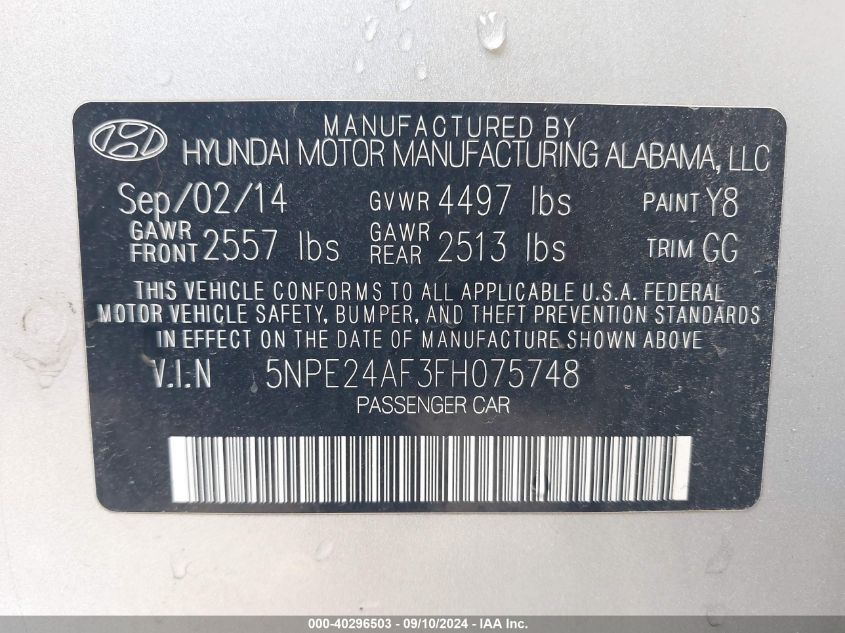 MANUFACTURED BY
HYUNDAI MOTOR MANUFACTURING ALABAMA, LLC
Sep/02/14 GVWR 4497 lbs PAINT Y8
GAWR FRONT 2557 lbs GAWR REAR 2513 lbs TRIM GG
THIS VEHICLE CONFORMS TO ALL APPLICABLE U.S.A. FEDERAL
MOTOR VEHICLE SAFETY, BUMPER, AND THEFT PREVENTION STANDARDS
IN EFFECT ON THE DATE OF MANUFACTURE SHOWN ABOVE.
V.I.N 5NPE24AF3FH075748
PASSENGER CAR
000-40296503 - 09/10/2024 - IAA Inc.